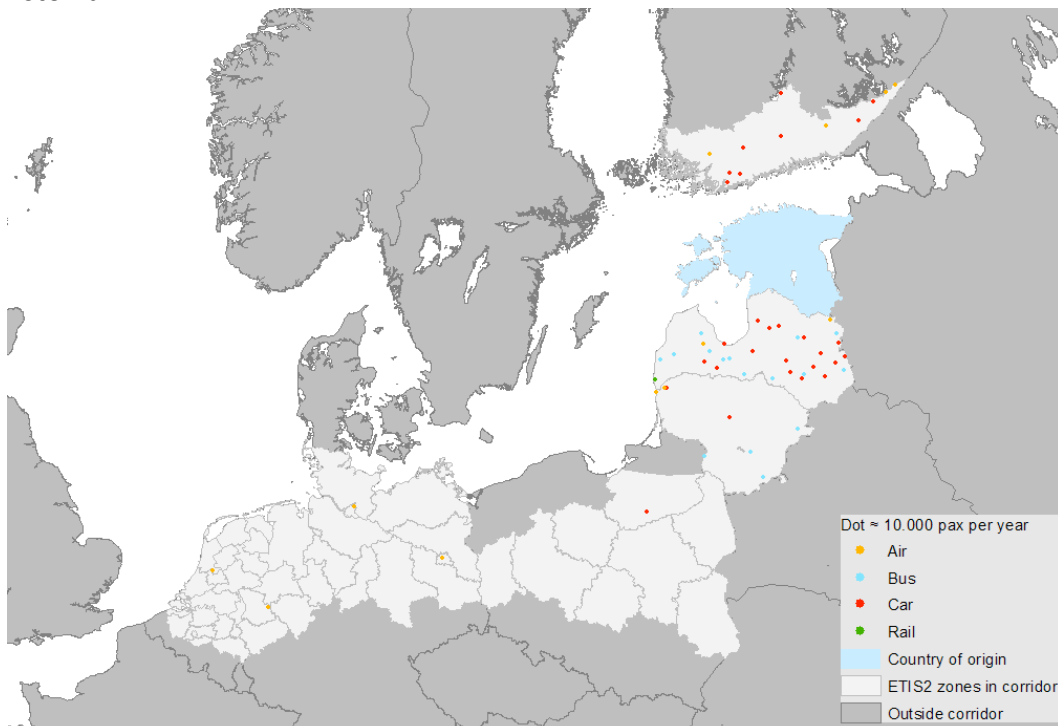 Dot ≈ 10.000 pax per year
Air
Bus
Car
Rail
Country of origin
ETIS2 zones in corridor
Outside corridor